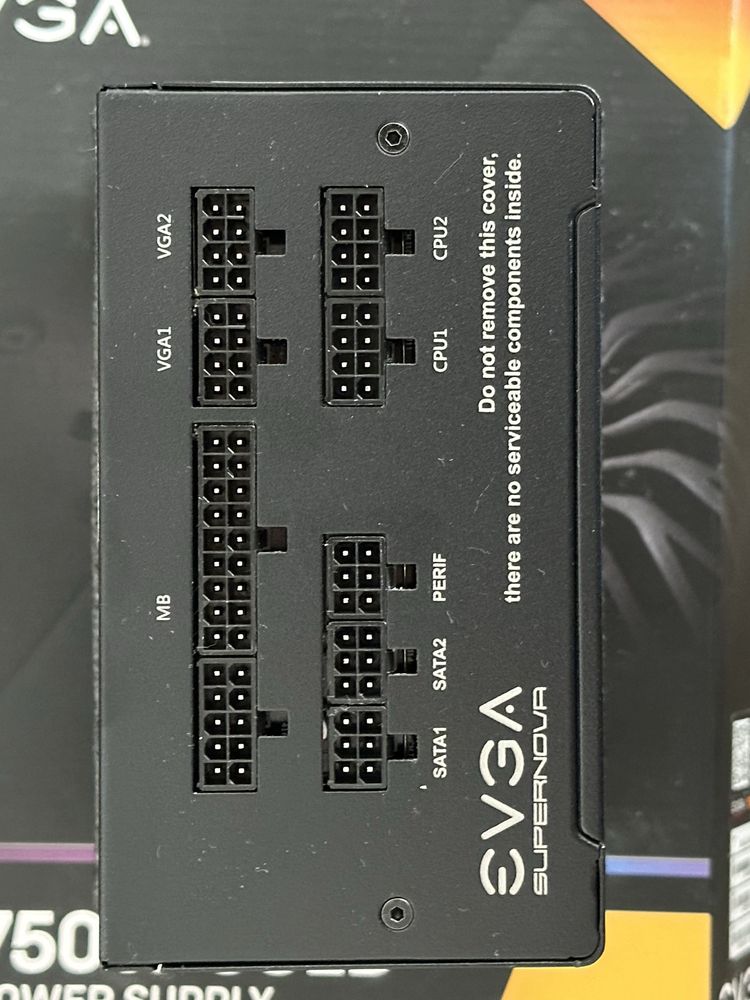 VGA2
VGA1
MB
CPU2
CPU1
PERIF
SATA2
SATA1
Do not remove this cover,
there are no serviceable components inside.
EVGA
SUPERNOVA
750
POWER SUPPLY